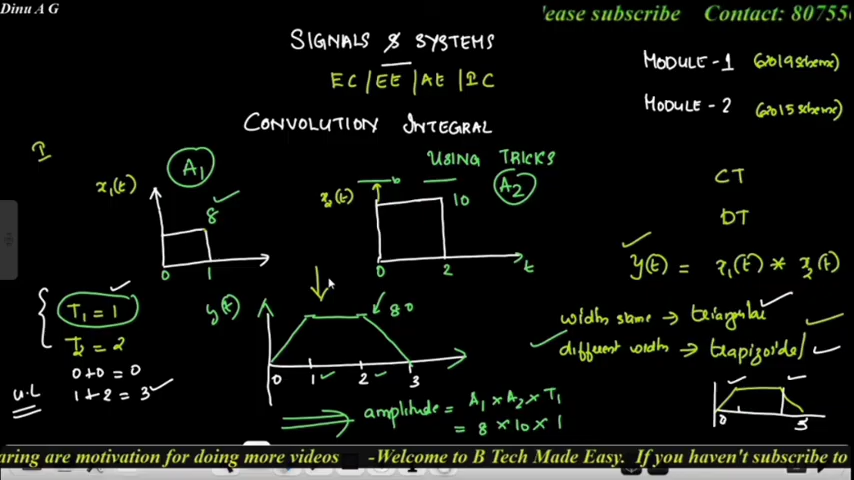 Dinu A G
ease subscribe Contact: 80755
SIGNALS & SYSTEMS
EC | EE | AE | IC
MODULE - 1 (2019 scheme)
MODULE - 2 (2015 scheme)
CONVOLUTION INTEGRAL
USING TRICKS
I
A1
x1(t)
8
0 1
x2(t)
A2
10
0 2 t
CT
DT
y(t) = x1(t) * x2(t)
T1 = 1
T2 = 2
0+0 = 0
U.L 1+2 = 3
y(t)
80
0 1 2 3
width same → triangular
different width → trapizoidel
0 3
amplitude = A1 × A2 × T1
= 8 × 10 × 1
aring are motivation for doing more videos -Welcome to B Tech Made Easy. If you haven't subscribe to